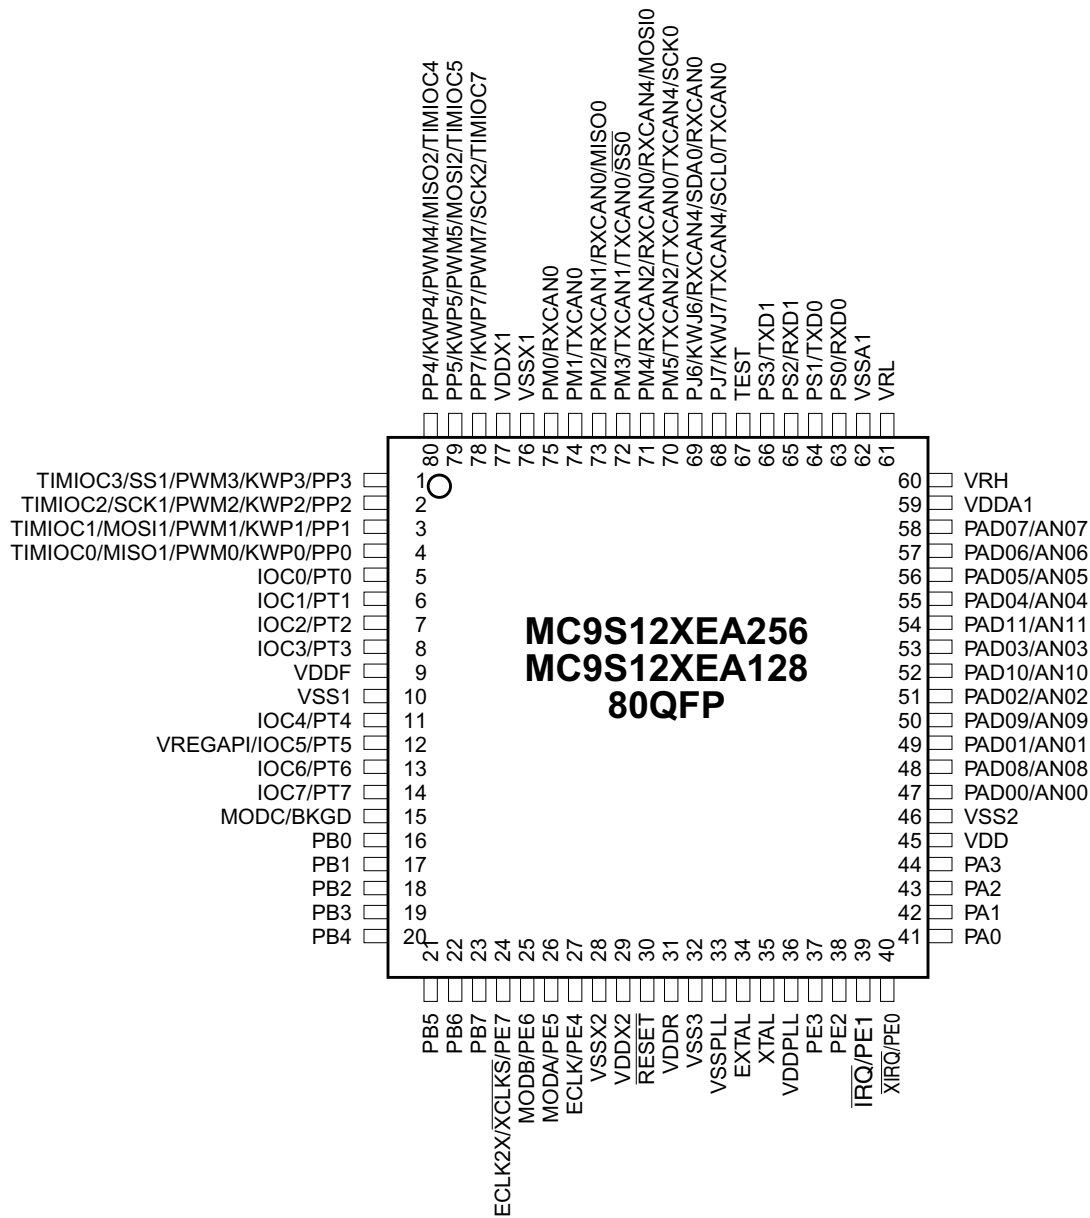 PP4/KWP4/PWM4/MISO2/TIMIOC4
PP5/KWP5/PWM5/MOSI2/TIMIOC5
PP7/KWP7/PWM7/SCK2/TIMIOC7
VDDX1
VSSX1
PM0/RXCAN0
PM1/TXCAN0
PM2/RXCAN1/RXCAN0/MISO0
PM3/TXCAN1/TXCAN0/SS0
PM4/RXCAN2/RXCAN0/RXCAN4/MOSI0
PM5/TXCAN2/TXCAN0/TXCAN4/SCK0
PJ6/KWJ6/RXCAN4/SDA0/RXCAN0
PJ7/KWJ7/TXCAN4/SCL0/TXCAN0
TEST
PS3/TXD1
PS2/RXD1
PS1/TXD0
PS0/RXD0
VSSA1
VRL
80
79
78
77
76
75
74
73
72
71
70
69
68
67
66
65
64
63
62
61
TIMIOC3/SS1/PWM3/KWP3/PP3 1
TIMIOC2/SCK1/PWM2/KWP2/PP2 2
TIMIOC1/MOSI1/PWM1/KWP1/PP1 3
TIMIOC0/MISO1/PWM0/KWP0/PP0 4
IOC0/PT0 5
IOC1/PT1 6
IOC2/PT2 7
IOC3/PT3 8
VDDF 9
VSS1 10
IOC4/PT4 11
VREGAPI/IOC5/PT5 12
IOC6/PT6 13
IOC7/PT7 14
MODC/BKGD 15
PB0 16
PB1 17
PB2 18
PB3 19
PB4 20
MC9S12XEA256
MC9S12XEA128
80QFP
60 VRH
59 VDDA1
58 PAD07/AN07
57 PAD06/AN06
56 PAD05/AN05
55 PAD04/AN04
54 PAD11/AN11
53 PAD03/AN03
52 PAD10/AN10
51 PAD02/AN02
50 PAD09/AN09
49 PAD01/AN01
48 PAD08/AN08
47 PAD00/AN00
46 VSS2
45 VDD
44 PA3
43 PA2
42 PA1
41 PA0
21
22
23
24
25
26
27
28
29
30
31
32
33
34
35
36
37
38
39
40
PB5
PB6
PB7
ECLK2X/XCLKS/PE7
MODB/PE6
MODA/PE5
ECLK/PE4
VSSX2
VDDX2
RESET
VDDR
VSS3
VSSPLL
EXTAL
XTAL
VDDPLL
PE3
PE2
IRQ/PE1
XIRQ/PE0